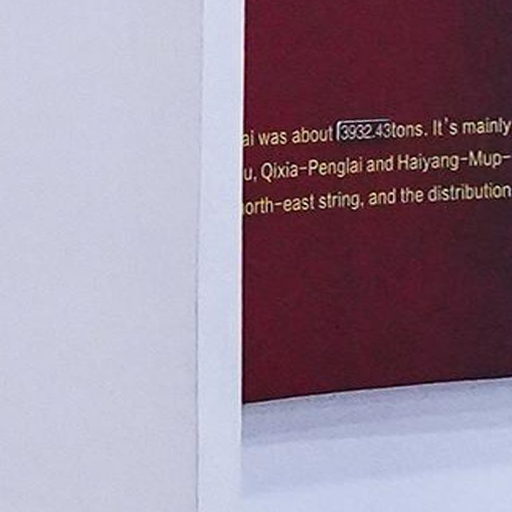 ai was about 3932.43tons. It's mainly
u, Qixia-Penglai and Haiyang-Mup-
orth-east string, and the distribution